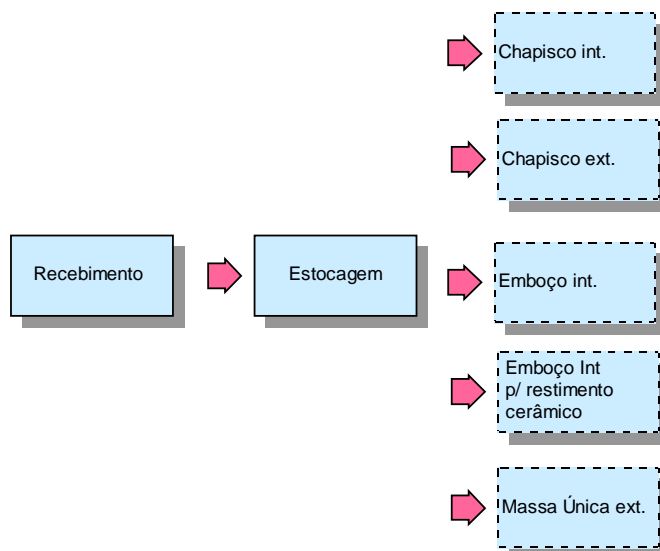 Chapisco int.
Chapisco ext.
Recebimento
Estocagem
Emboço int.
Emboço Int
p/ restimento
cerâmico
Massa Única ext.